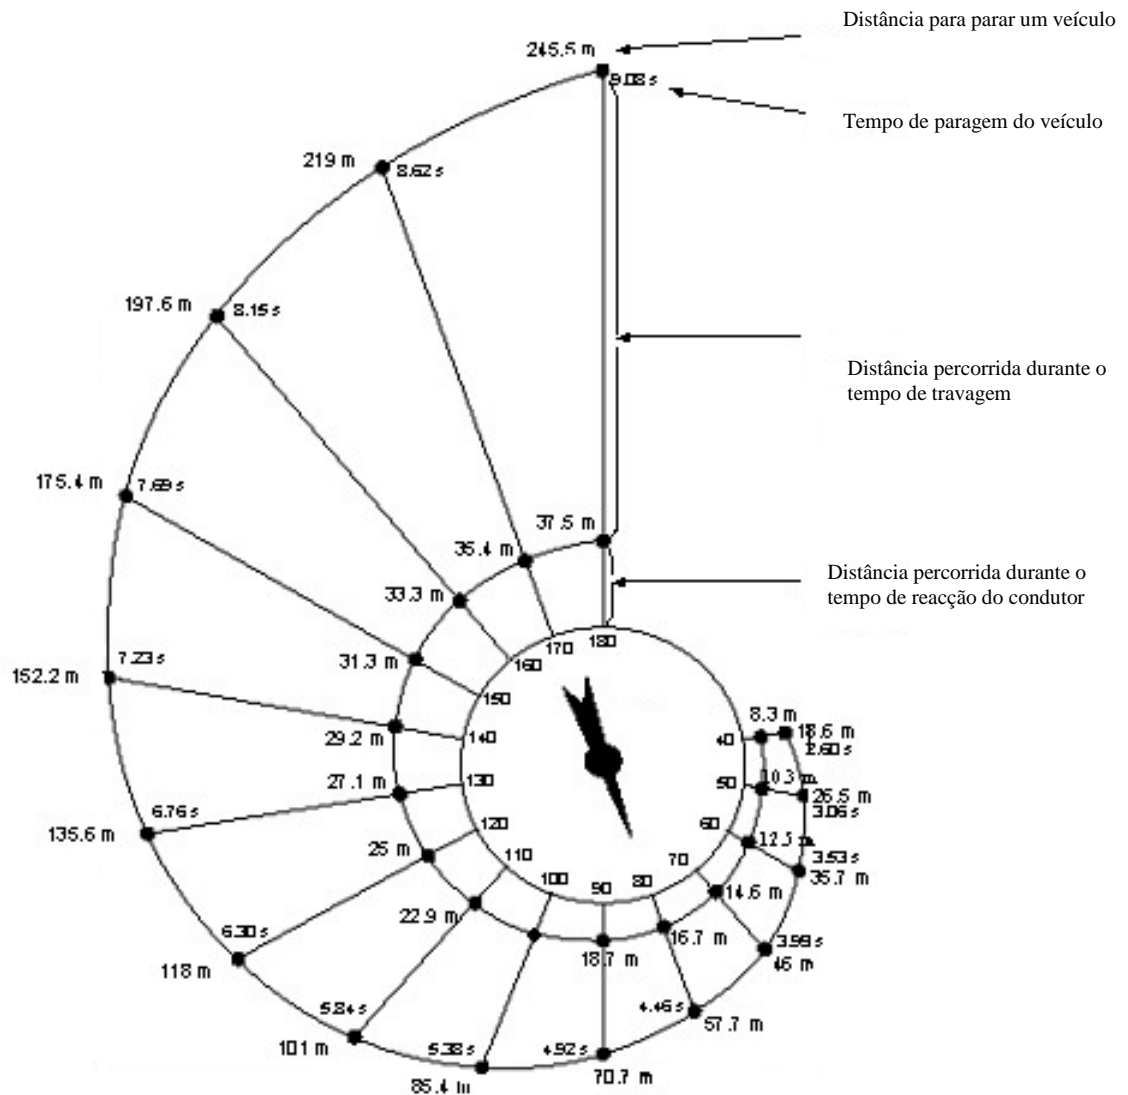 Distância para parar um veículo
245.5 m
9.08 s
Tempo de paragem do veículo
219 m
8.62 s
197.6 m
8.15 s
Distância percorrida durante o
tempo de travagem
175.4 m
7.69 s
37.5 m
35.4 m
Distância percorrida durante o
tempo de reacção do condutor
33.3 m
180
170
160
31.3 m
150
7.23 s
152.2 m
29.2 m
140
40
8.3 m
18.6 m
2.60 s
27.1 m
130
50
10.3 m
26.5 m
3.06 s
6.76 s
135.6 m
120
60
12.5 m
25 m
110
70
3.53 s
35.7 m
100
90
80
14.6 m
22.9 m
16.7 m
6.30 s
118 m
18.7 m
3.99 s
46 m
5.84 s
4.46 s
57.7 m
101 m
5.38 s
4.92 s
85.4 m
70.7 m